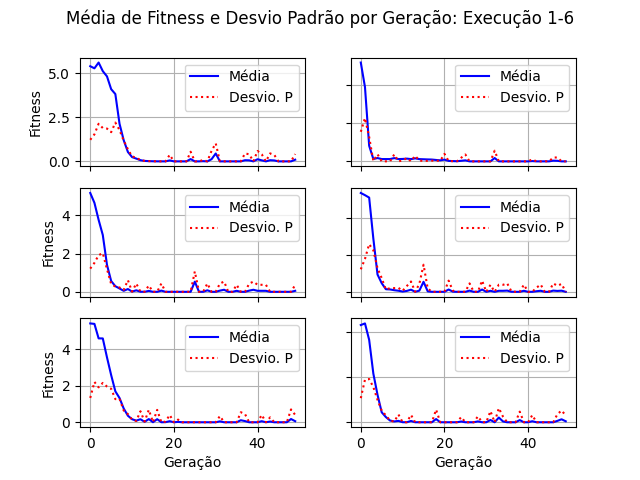 Média de Fitness e Desvio Padrão por Geração: Execução 1-6
Fitness
5.0
2.5
0.0
Média
Desvio. P
Média
Desvio. P
Fitness
4
2
0
Média
Desvio. P
Média
Desvio. P
Fitness
4
2
0
Média
Desvio. P
Média
Desvio. P
0
20
40
0
20
40
Geração
Geração